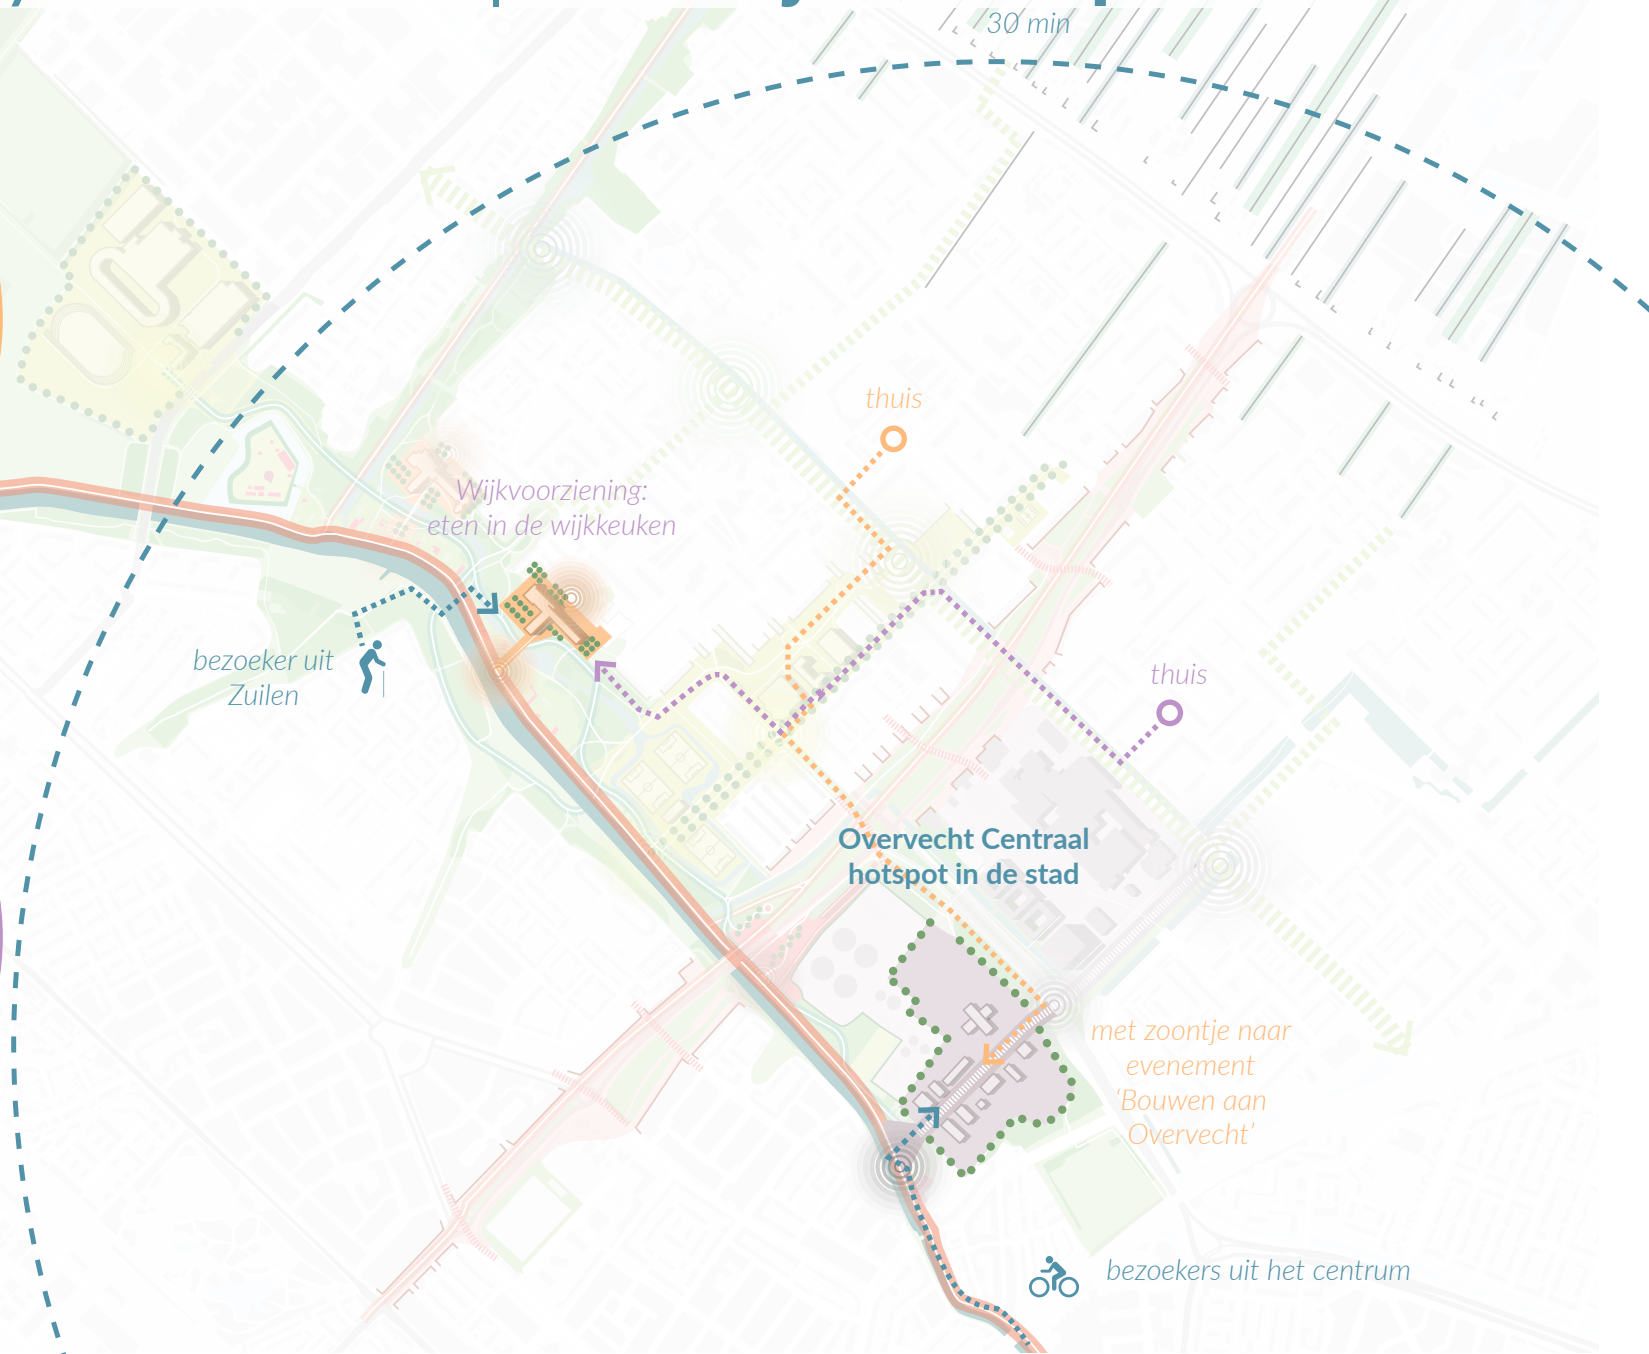 30 min
thuis
Wijkvoorziening:
eten in de wijkkeuken
bezoeker uit
Zuilen
thuis
Overvecht Centraal
hotspot in de stad
met zoontje naar
evenement
‘Bouwen aan
Overvecht’
bezoekers uit het centrum